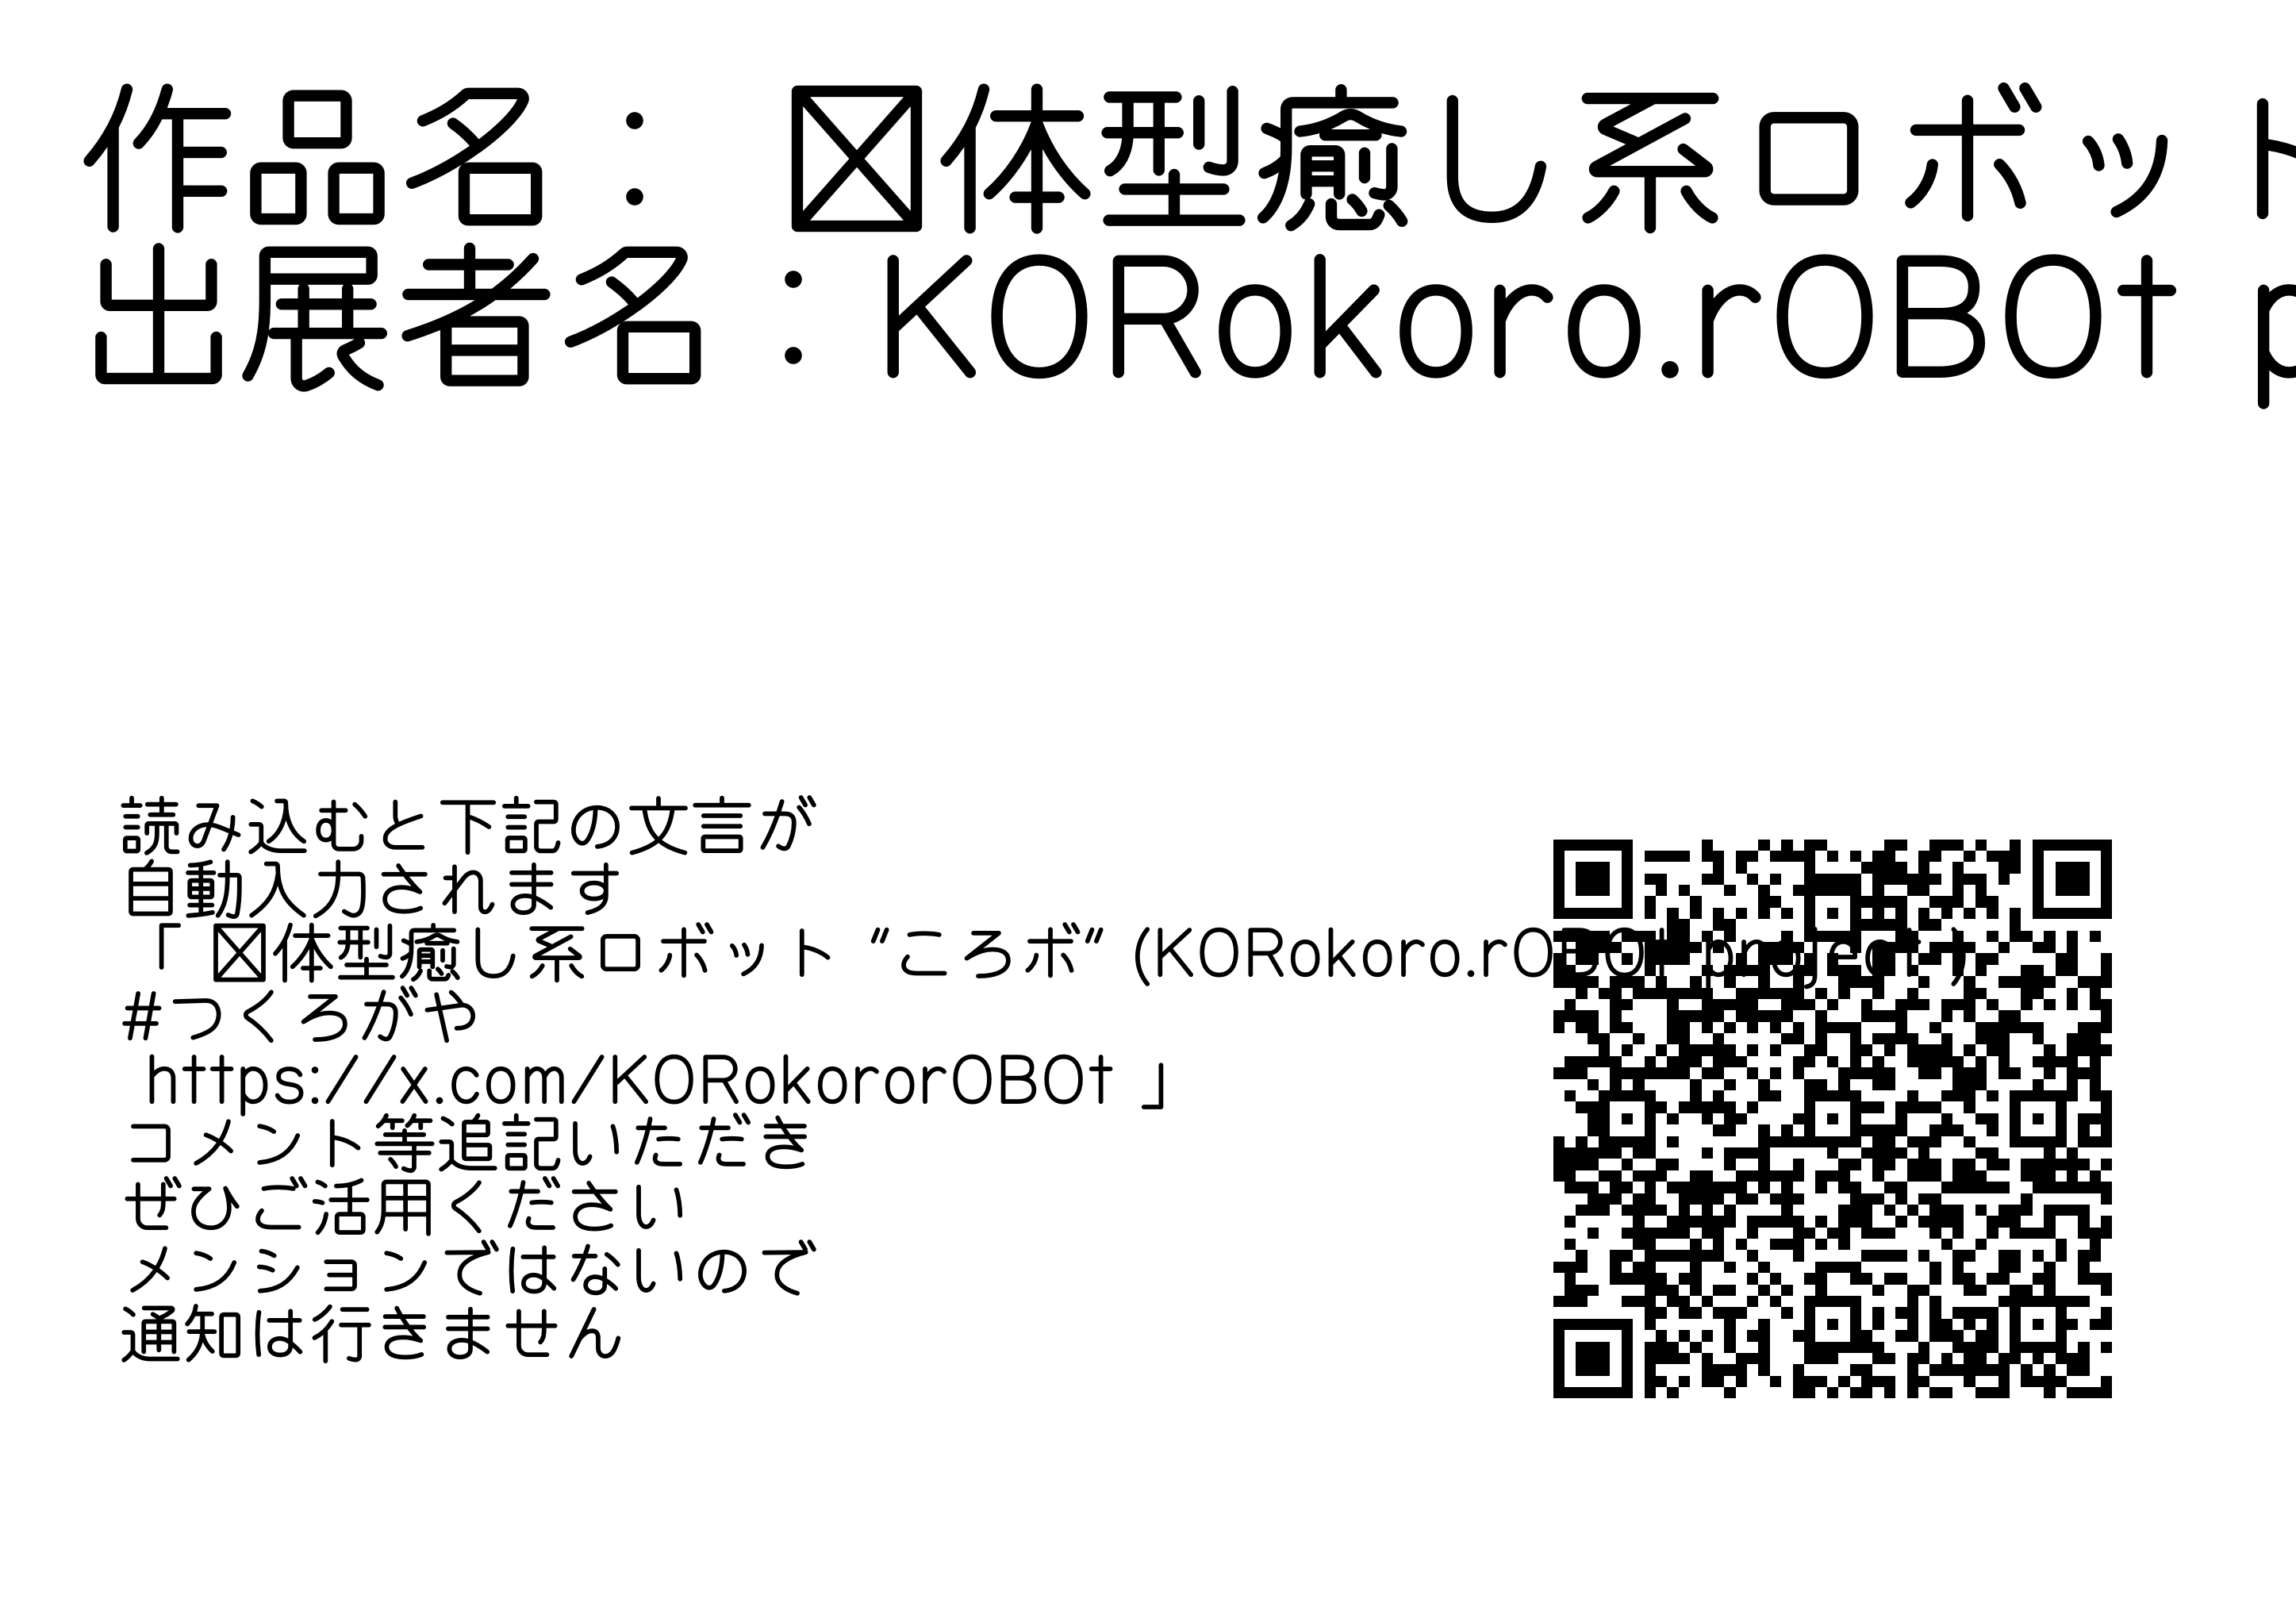 作品名： 〿体型癒し系ロボット
出展者名：KORokoro.rOBOt p
読み込むと下記の文言が
自動入力されます
「〿体型癒し系ロボット〝ころボ〟(KORokoro.rOBOt project)
#つくろがや
https://x.com/KORokororOBOt 」
コメント等追記いただき
ぜひご活用ください
メンションではないので
通知は行きません